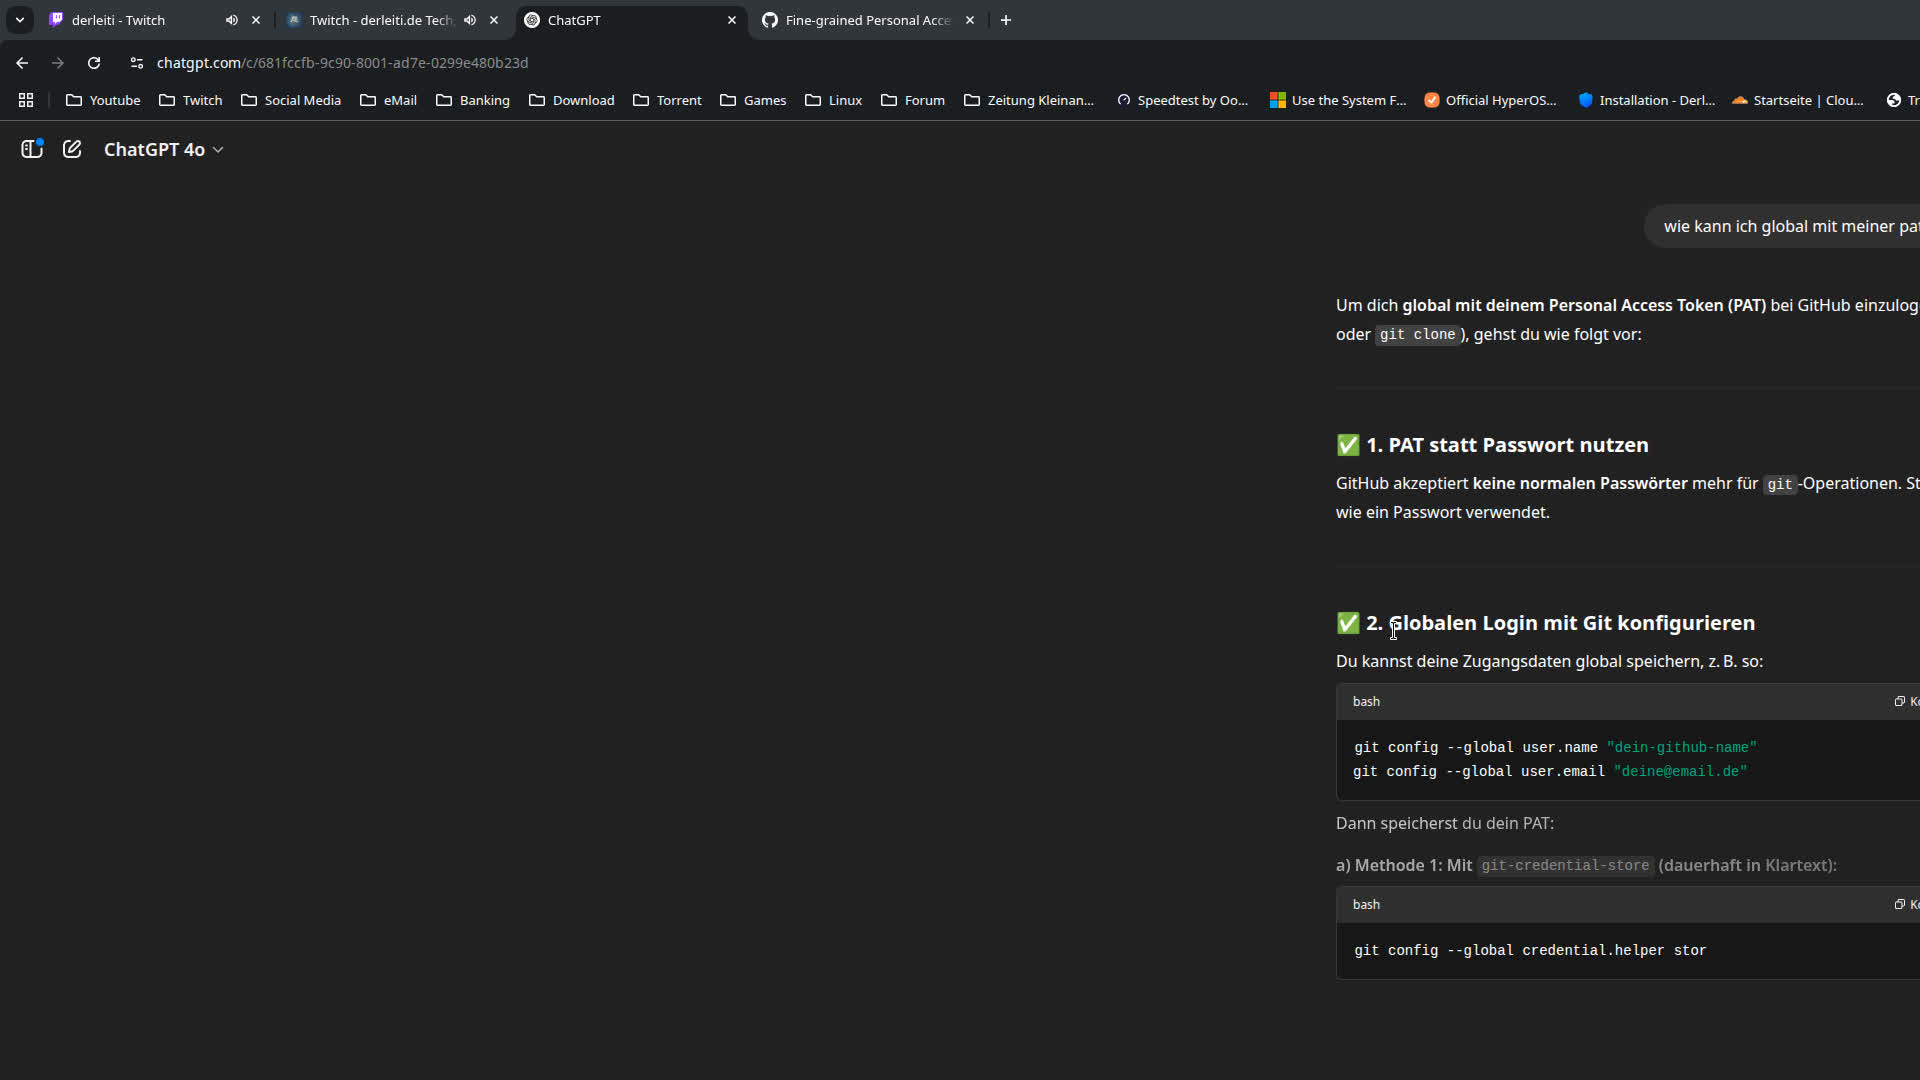 derleiti - Twitch
Twitch - derleiti.de Tech
ChatGPT
Fine-grained Personal Acce
chatgpt.com/c/681fccfb-9c90-8001-ad7e-0299e480b23d
Youtube
Twitch
Social Media
eMail
Banking
Download
Torrent
Games
Linux
Forum
Zeitung Kleinan...
Speedtest by Oo...
Use the System F...
Official HyperOS...
Installation - Derl...
Startseite | Clou...
Tr
ChatGPT 4o
wie kann ich global mit meiner pat
Um dich global mit deinem Personal Access Token (PAT) bei GitHub einzulog
oder git clone), gehst du wie folgt vor:
✅ 1. PAT statt Passwort nutzen
GitHub akzeptiert keine normalen Passwörter mehr für git-Operationen. St
wie ein Passwort verwendet.
✅ 2. Globalen Login mit Git konfigurieren
Du kannst deine Zugangsdaten global speichern, z. B. so:
bash
Ko
git config --global user.name "dein-github-name"
git config --global user.email "deine@email.de"
Dann speicherst du dein PAT:
a) Methode 1: Mit git-credential-store (dauerhaft in Klartext):
bash
Ko
git config --global credential.helper stor